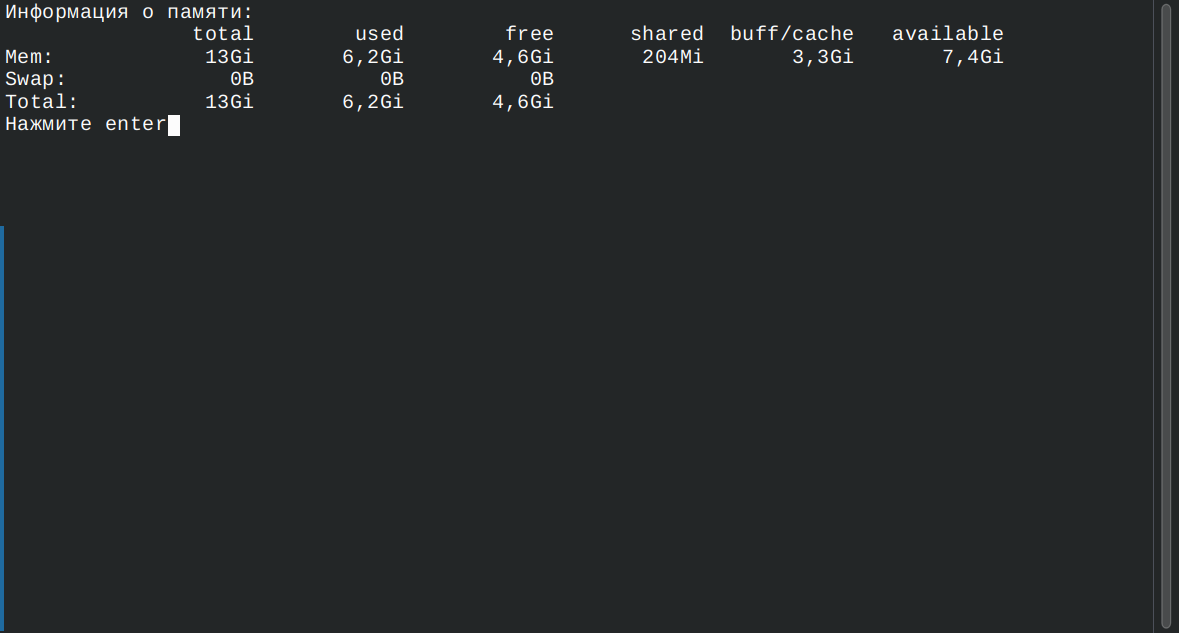 Информация о памяти:
total used free shared buff/cache available
Mem: 13Gi 6,2Gi 4,6Gi 204Mi 3,3Gi 7,4Gi
Swap: 0B 0B 0B
Total: 13Gi 6,2Gi 4,6Gi
Нажмите enter